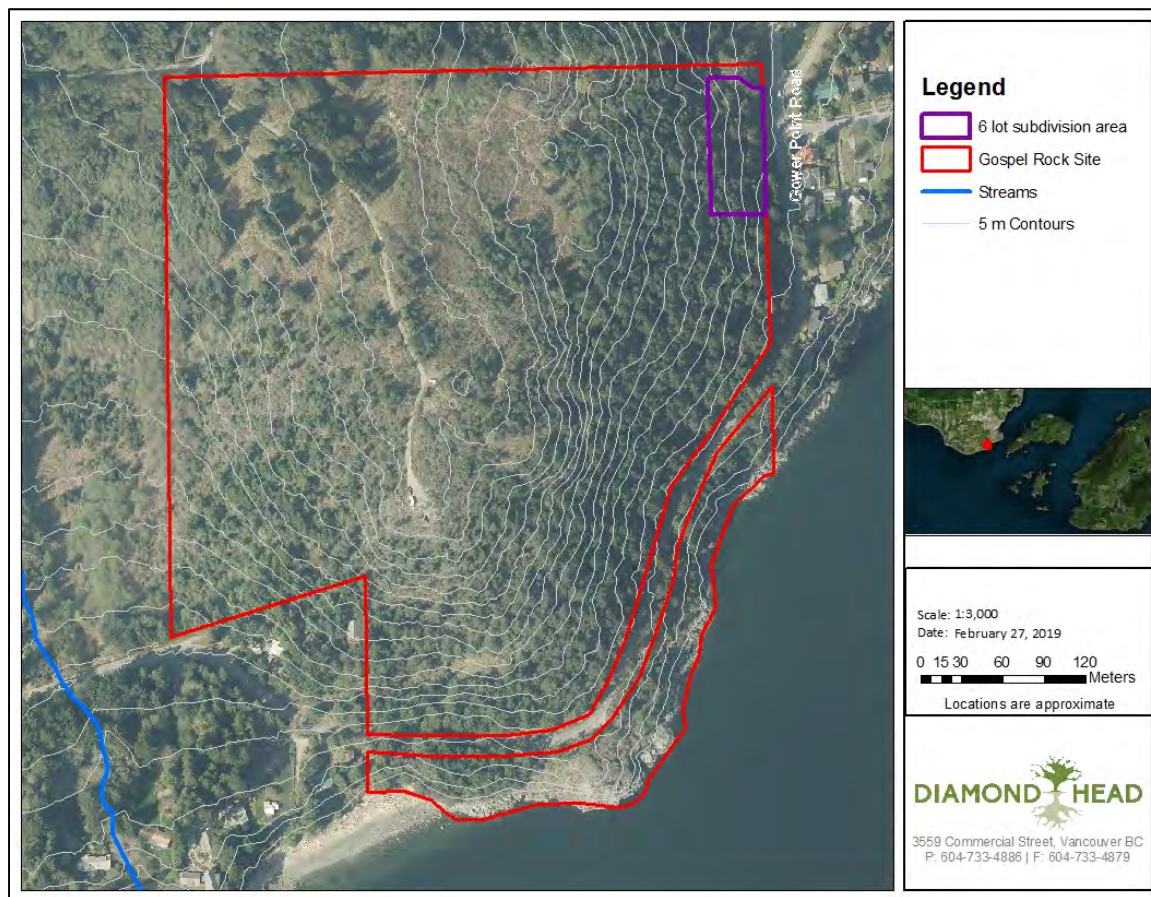 Gower Point Road
Legend
6 lot subdivision area
Gospel Rock Site
Streams
5 m Contours
Scale: 1:3,000
Date: February 27, 2019
0 15 30 60 90 120
Meters
Locations are approximate
DIAMOND HEAD
3559 Commercial Street, Vancouver BC
P: 604-733-4886 | F: 604-733-4879